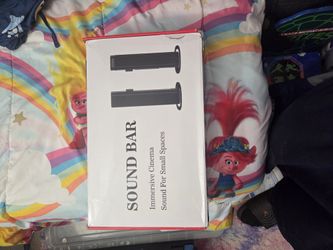 SOUND BAR
Immersive Cinema
Sound For Small Spaces